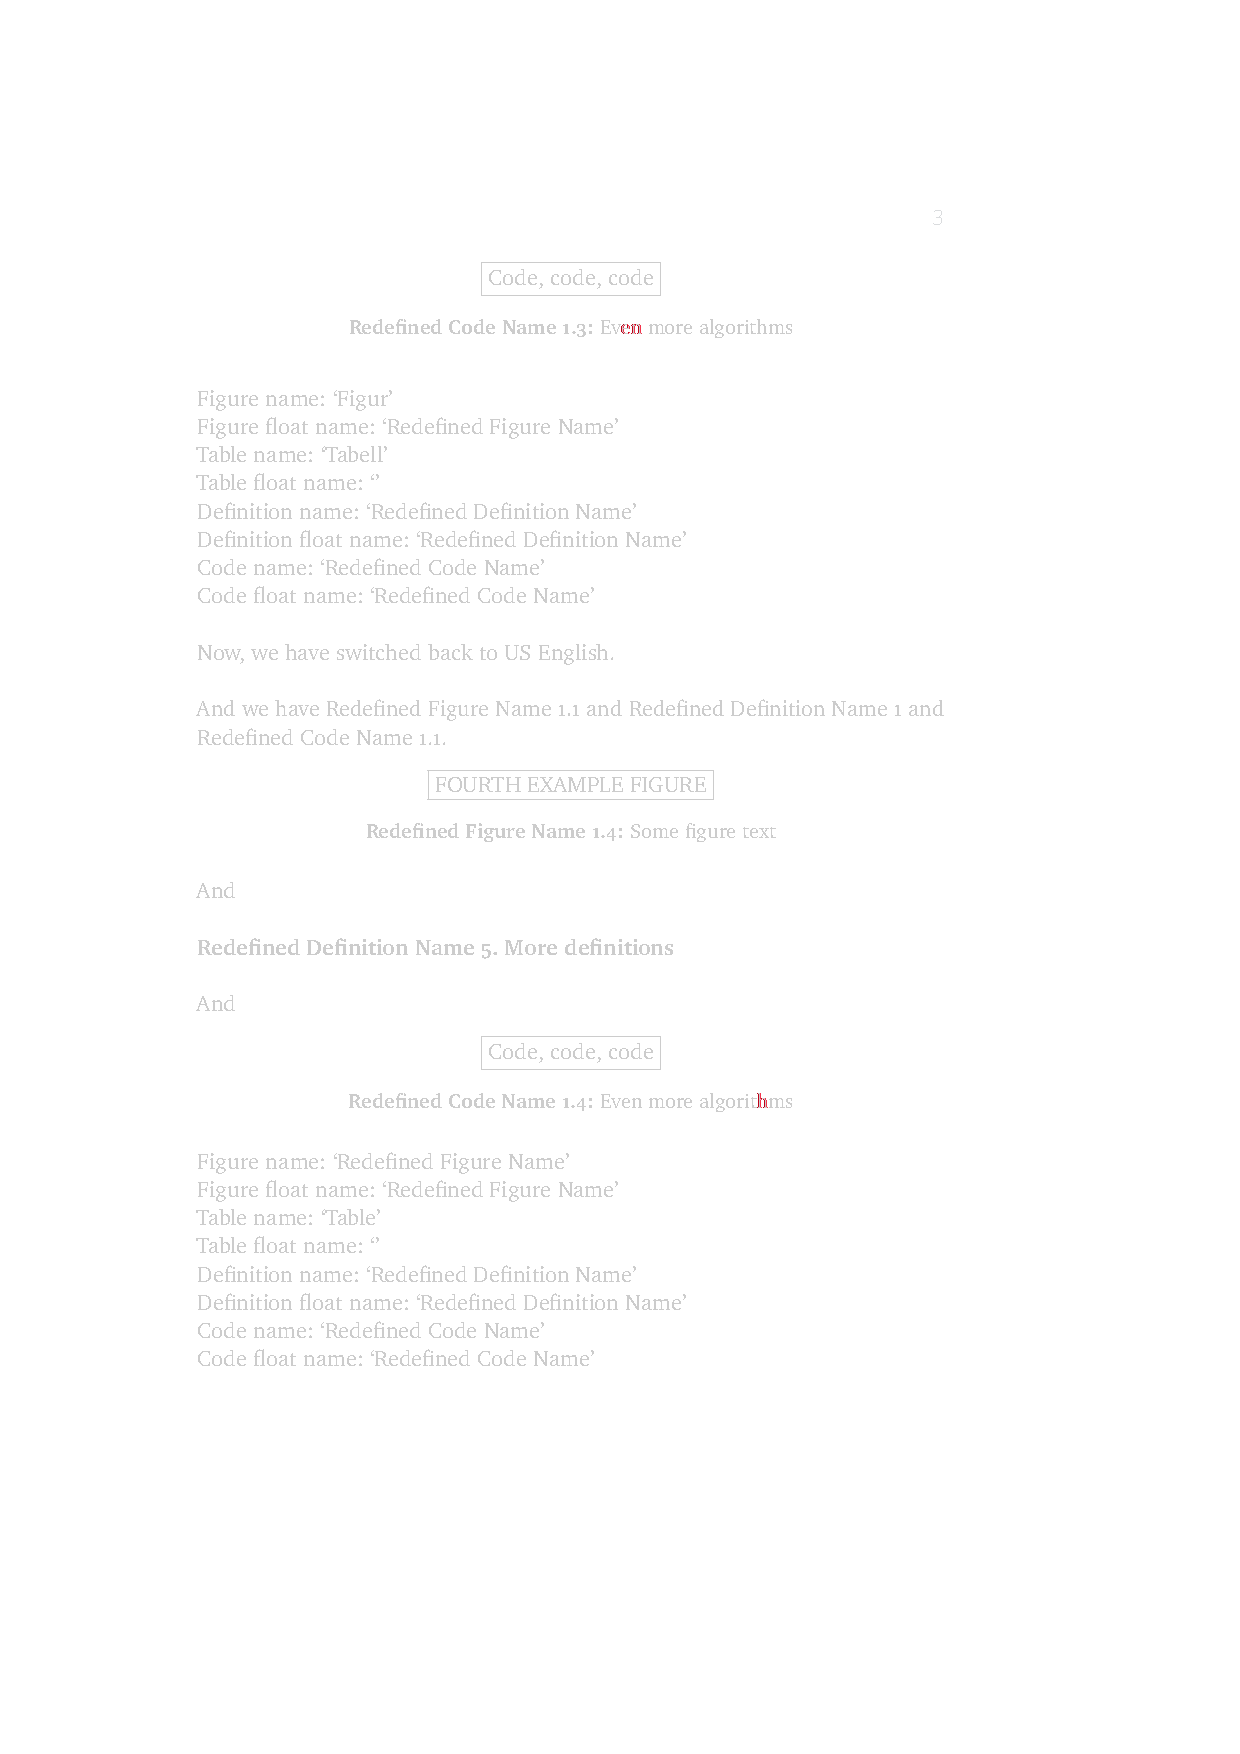 3
Code, code, code
Redefined Code Name 1.3: Even more algorithms
Figure name: ‘Figur’
Figure float name: ‘Redefined Figure Name’
Table name: ‘Tabell’
Table float name: ‘’
Definition name: ‘Redefined Definition Name’
Definition float name: ‘Redefined Definition Name’
Code name: ‘Redefined Code Name’
Code float name: ‘Redefined Code Name’
Now, we have switched back to US English.
And we have Redefined Figure Name 1.1 and Redefined Definition Name 1 and
Redefined Code Name 1.1.
FOURTH EXAMPLE FIGURE
Redefined Figure Name 1.4: Some figure text
And
Redefined Definition Name 5. More definitions
And
Code, code, code
Redefined Code Name 1.4: Even more algorithms
Figure name: ‘Redefined Figure Name’
Figure float name: ‘Redefined Figure Name’
Table name: ‘Table’
Table float name: ‘’
Definition name: ‘Redefined Definition Name’
Definition float name: ‘Redefined Definition Name’
Code name: ‘Redefined Code Name’
Code float name: ‘Redefined Code Name’